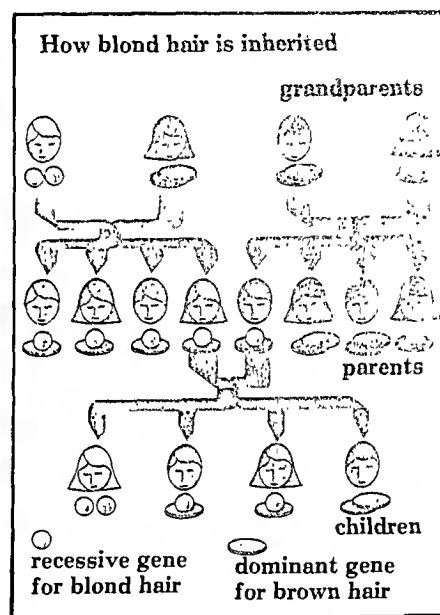 How blond hair is inherited
grandparents
parents
children
recessive gene
for blond hair
dominant gene
for brown hair